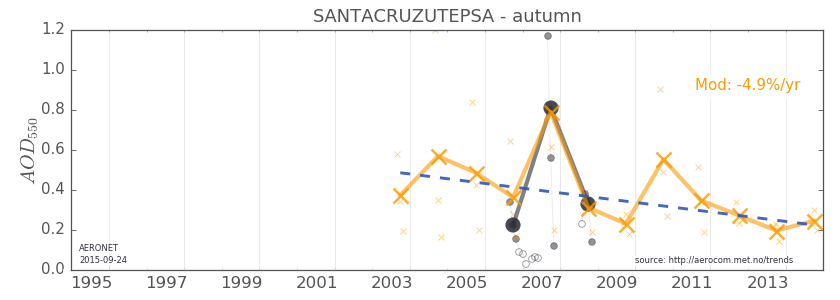 SANTACRUZUTEPSA - autumn
1.2
1.0
0.8
0.6
0.4
0.2
0.0
AOD550
Mod: -4.9%/yr
AERONET
2015-09-24
source: http://aerocom.met.no/trends
1995 1997 1999 2001 2003 2005 2007 2009 2011 2013